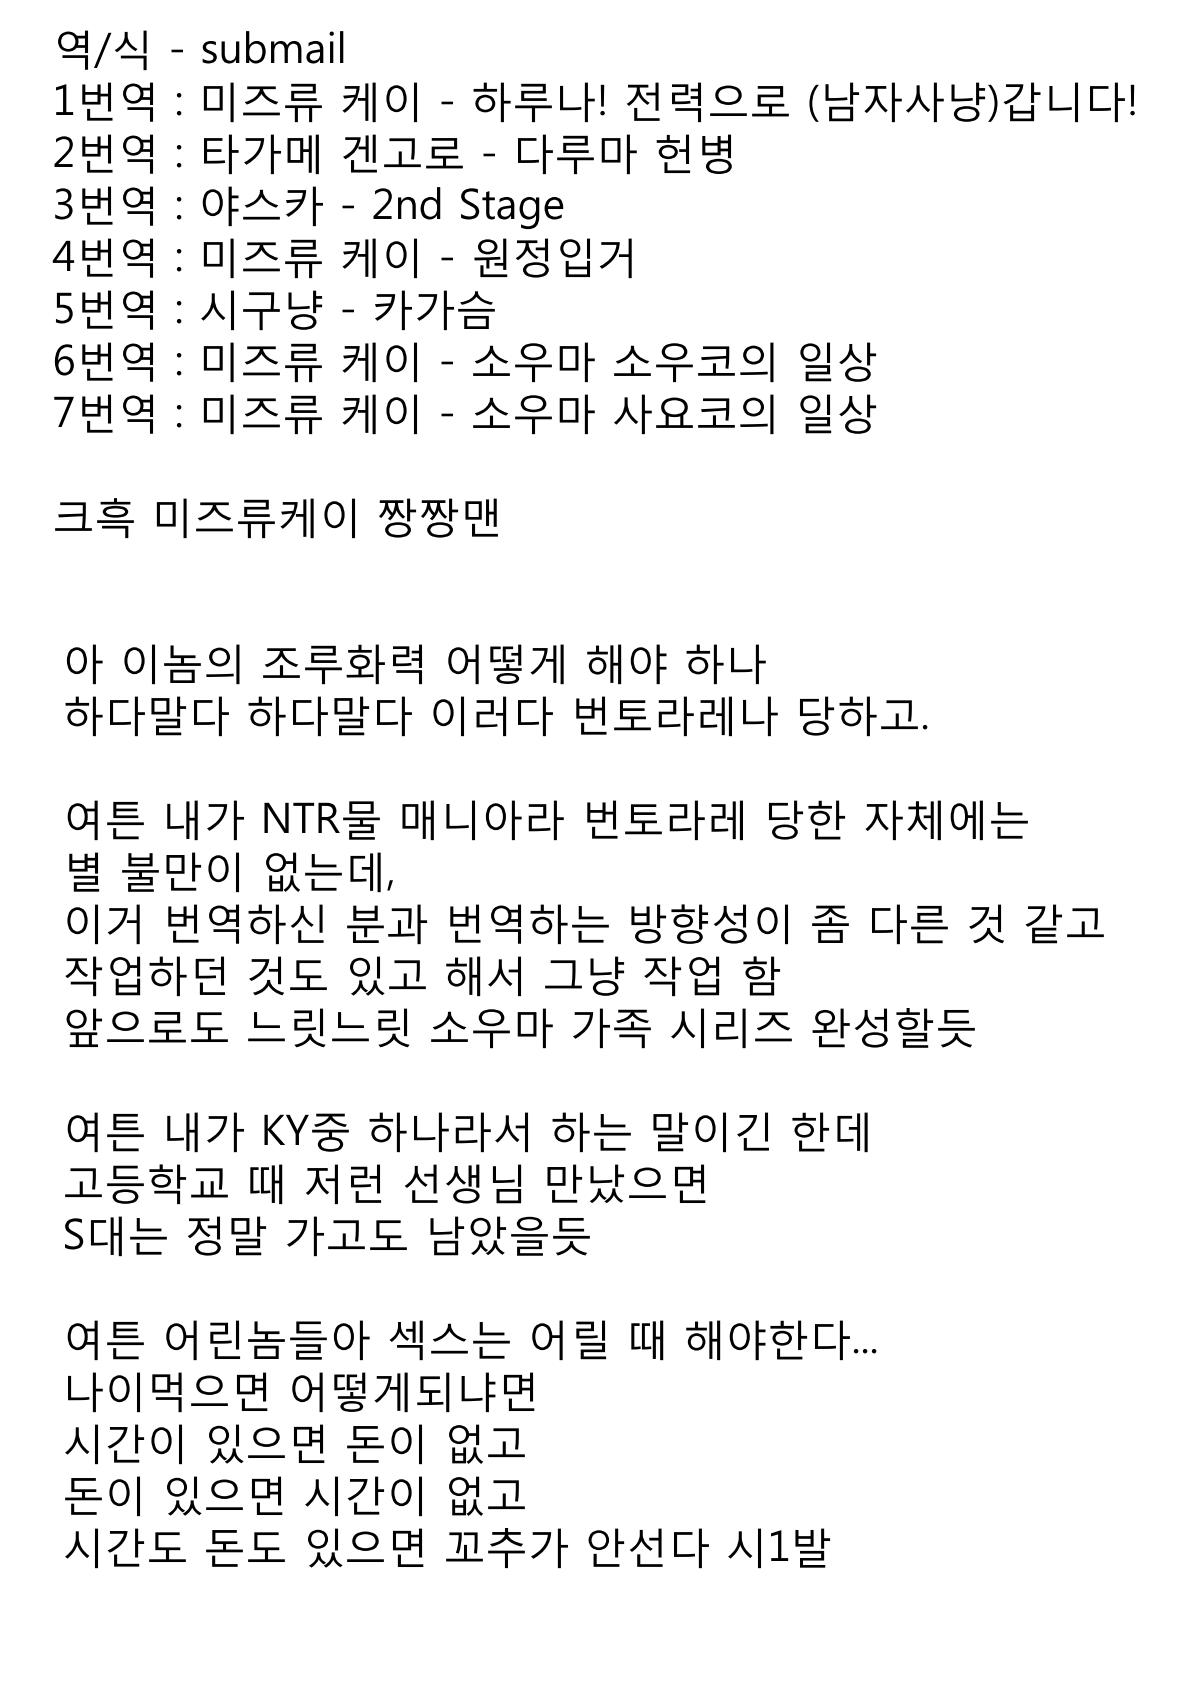 역/식 - submail
1번역 : 미즈류 케이 - 하루나! 전력으로 (남자사냥)갑니다!
2번역 : 타가메 겐고로 - 다루마 헌병
3번역 : 야스카 - 2nd Stage
4번역 : 미즈류 케이 - 원정입거
5번역 : 시구냥 - 카가슴
6번역 : 미즈류 케이 - 소우마 소우코의 일상
7번역 : 미즈류 케이 - 소우마 사요코의 일상
크흑 미즈류케이 짱짱맨
아 이놈의 조루화력 어떻게 해야 하나
하다말다 하다말다 이러다 번토라레나 당하고.
여튼 내가 NTR물 매니아라 번토라레 당한 자체에는
별 불만이 없는데,
이거 번역하신 분과 번역하는 방향성이 좀 다른 것 같고
작업하던 것도 있고 해서 그냥 작업 함
앞으로도 느릿느릿 소우마 가족 시리즈 완성할듯
여튼 내가 KY중 하나라서 하는 말이긴 한데
고등학교 때 저런 선생님 만났으면
S대는 정말 가고도 남았을듯
여튼 어린놈들아 섹스는 어릴 때 해야한다...
나이먹으면 어떻게되냐면
시간이 있으면 돈이 없고
돈이 있으면 시간이 없고
시간도 돈도 있으면 꼬추가 안선다 시1발